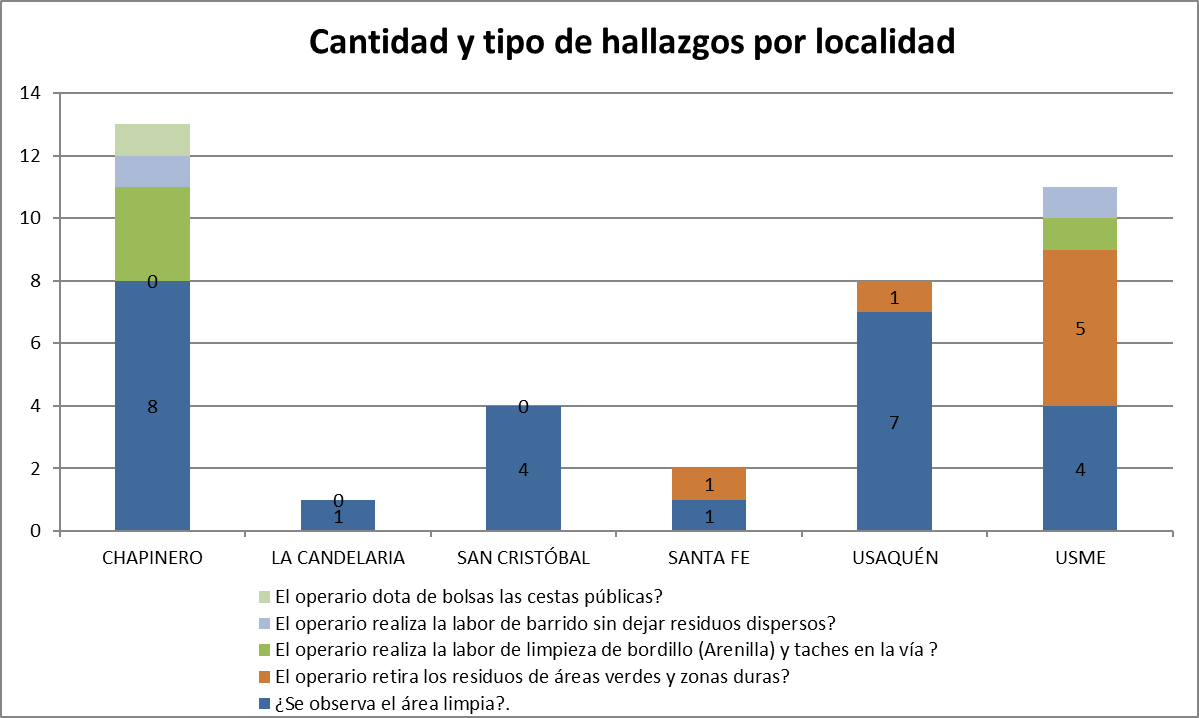 Cantidad y tipo de hallazgos por localidad
14
12
10
8
6
4
2
0
0
8
0
1
0
4
1
1
1
7
5
4
CHAPINERO
LA CANDELARIA
SAN CRISTÓBAL
SANTA FE
USAQUÉN
USME
El operario dota de bolsas las cestas públicas?
El operario realiza la labor de barrido sin dejar residuos dispersos?
El operario realiza la labor de limpieza de bordillo (Arenilla) y taches en la vía ?
El operario retira los residuos de áreas verdes y zonas duras?
¿Se observa el área limpia?.